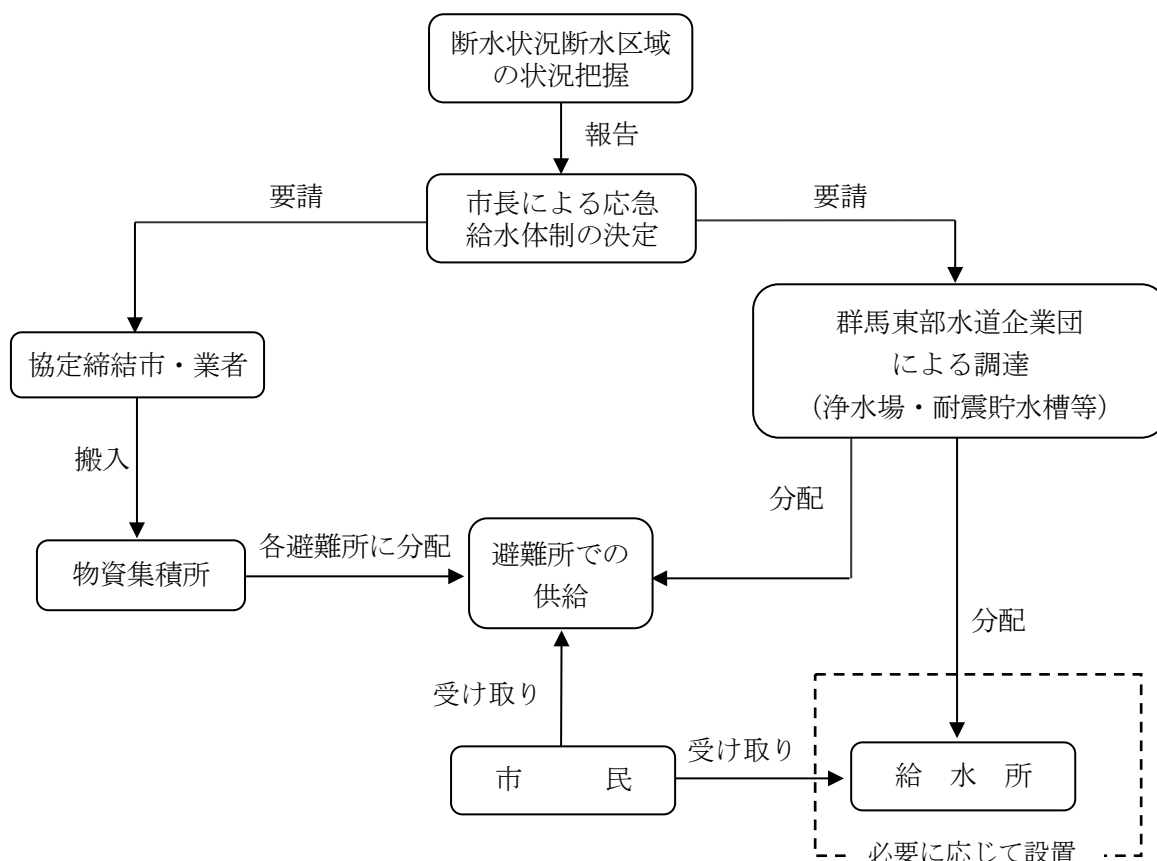 断水状況断水区域
の状況把握
報告
要請
市長による応急
給水体制の決定
要請
協定締結市・業者
群馬東部水道企業団
による調達
（浄水場・耐震貯水槽等）
搬入
分配
物資集積所
各避難所に分配
避難所での
供給
分配
受け取り
市　　　民
受け取り
給　水　所
必要に応じて設置